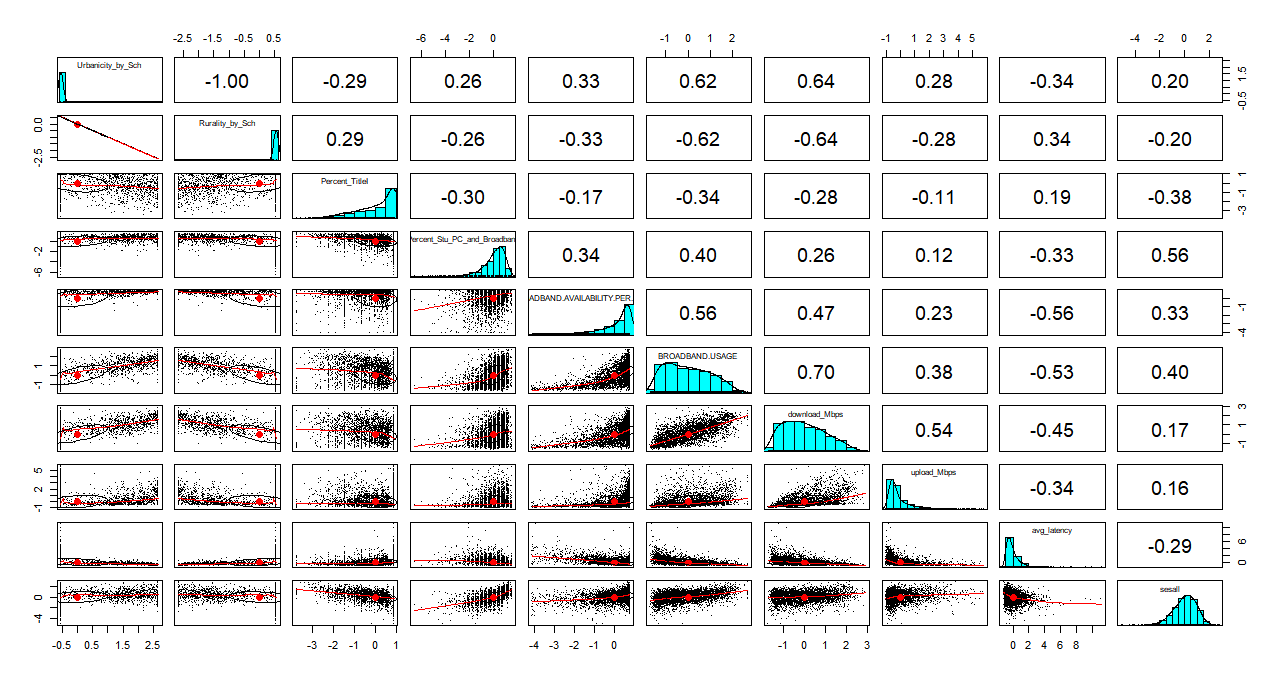 -2.5 -1.5 -0.5 0.5 -6 -4 -2 0 -1 0 1 2 -1 0 1 2 3 4 5 -4 -2 0 2
Urbanicity_by_Sch -1.00 -0.29 0.26 0.33 0.62 0.64 0.28 -0.34 0.20 -0.5 1.5
-2.5 0.0 Rurality_by_Sch 0.29 -0.26 -0.33 -0.62 -0.64 -0.28 0.34 -0.20
Percent_TitleI -0.30 -0.17 -0.34 -0.28 -0.11 0.19 -0.38 -3 -1 1
-6 -2 ercent_Stu_PC_and_Broadban 0.34 0.40 0.26 0.12 -0.33 0.56
ADBAND.AVAILABILITY.PER. 0.56 0.47 0.23 -0.56 0.33 -4 -1
-1 1 BROADBAND.USAGE 0.70 0.38 -0.53 0.40
download_Mbps 0.54 -0.45 0.17 -1 1 3
-1 2 5 upload_Mbps -0.34 0.16
avg_latency -0.29 0 6
-4 0 sesall
-0.5 0.5 1.5 2.5 -3 -2 -1 0 1 -4 -3 -2 -1 0 -1 0 1 2 3 0 2 4 6 8